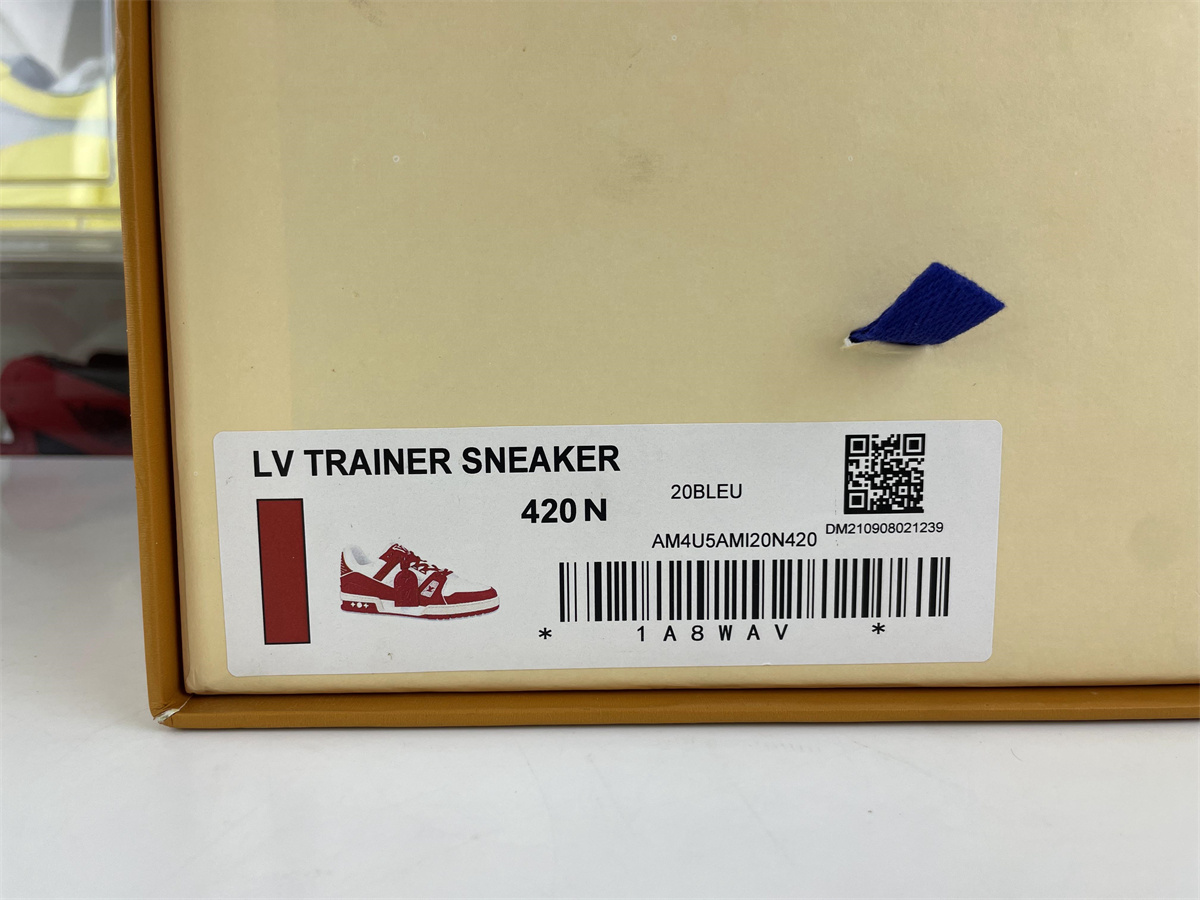 LV TRAINER SNEAKER
420 N
20BLEU
DM210908021239
AM4U5AMI20N420
* 1A8WAV *